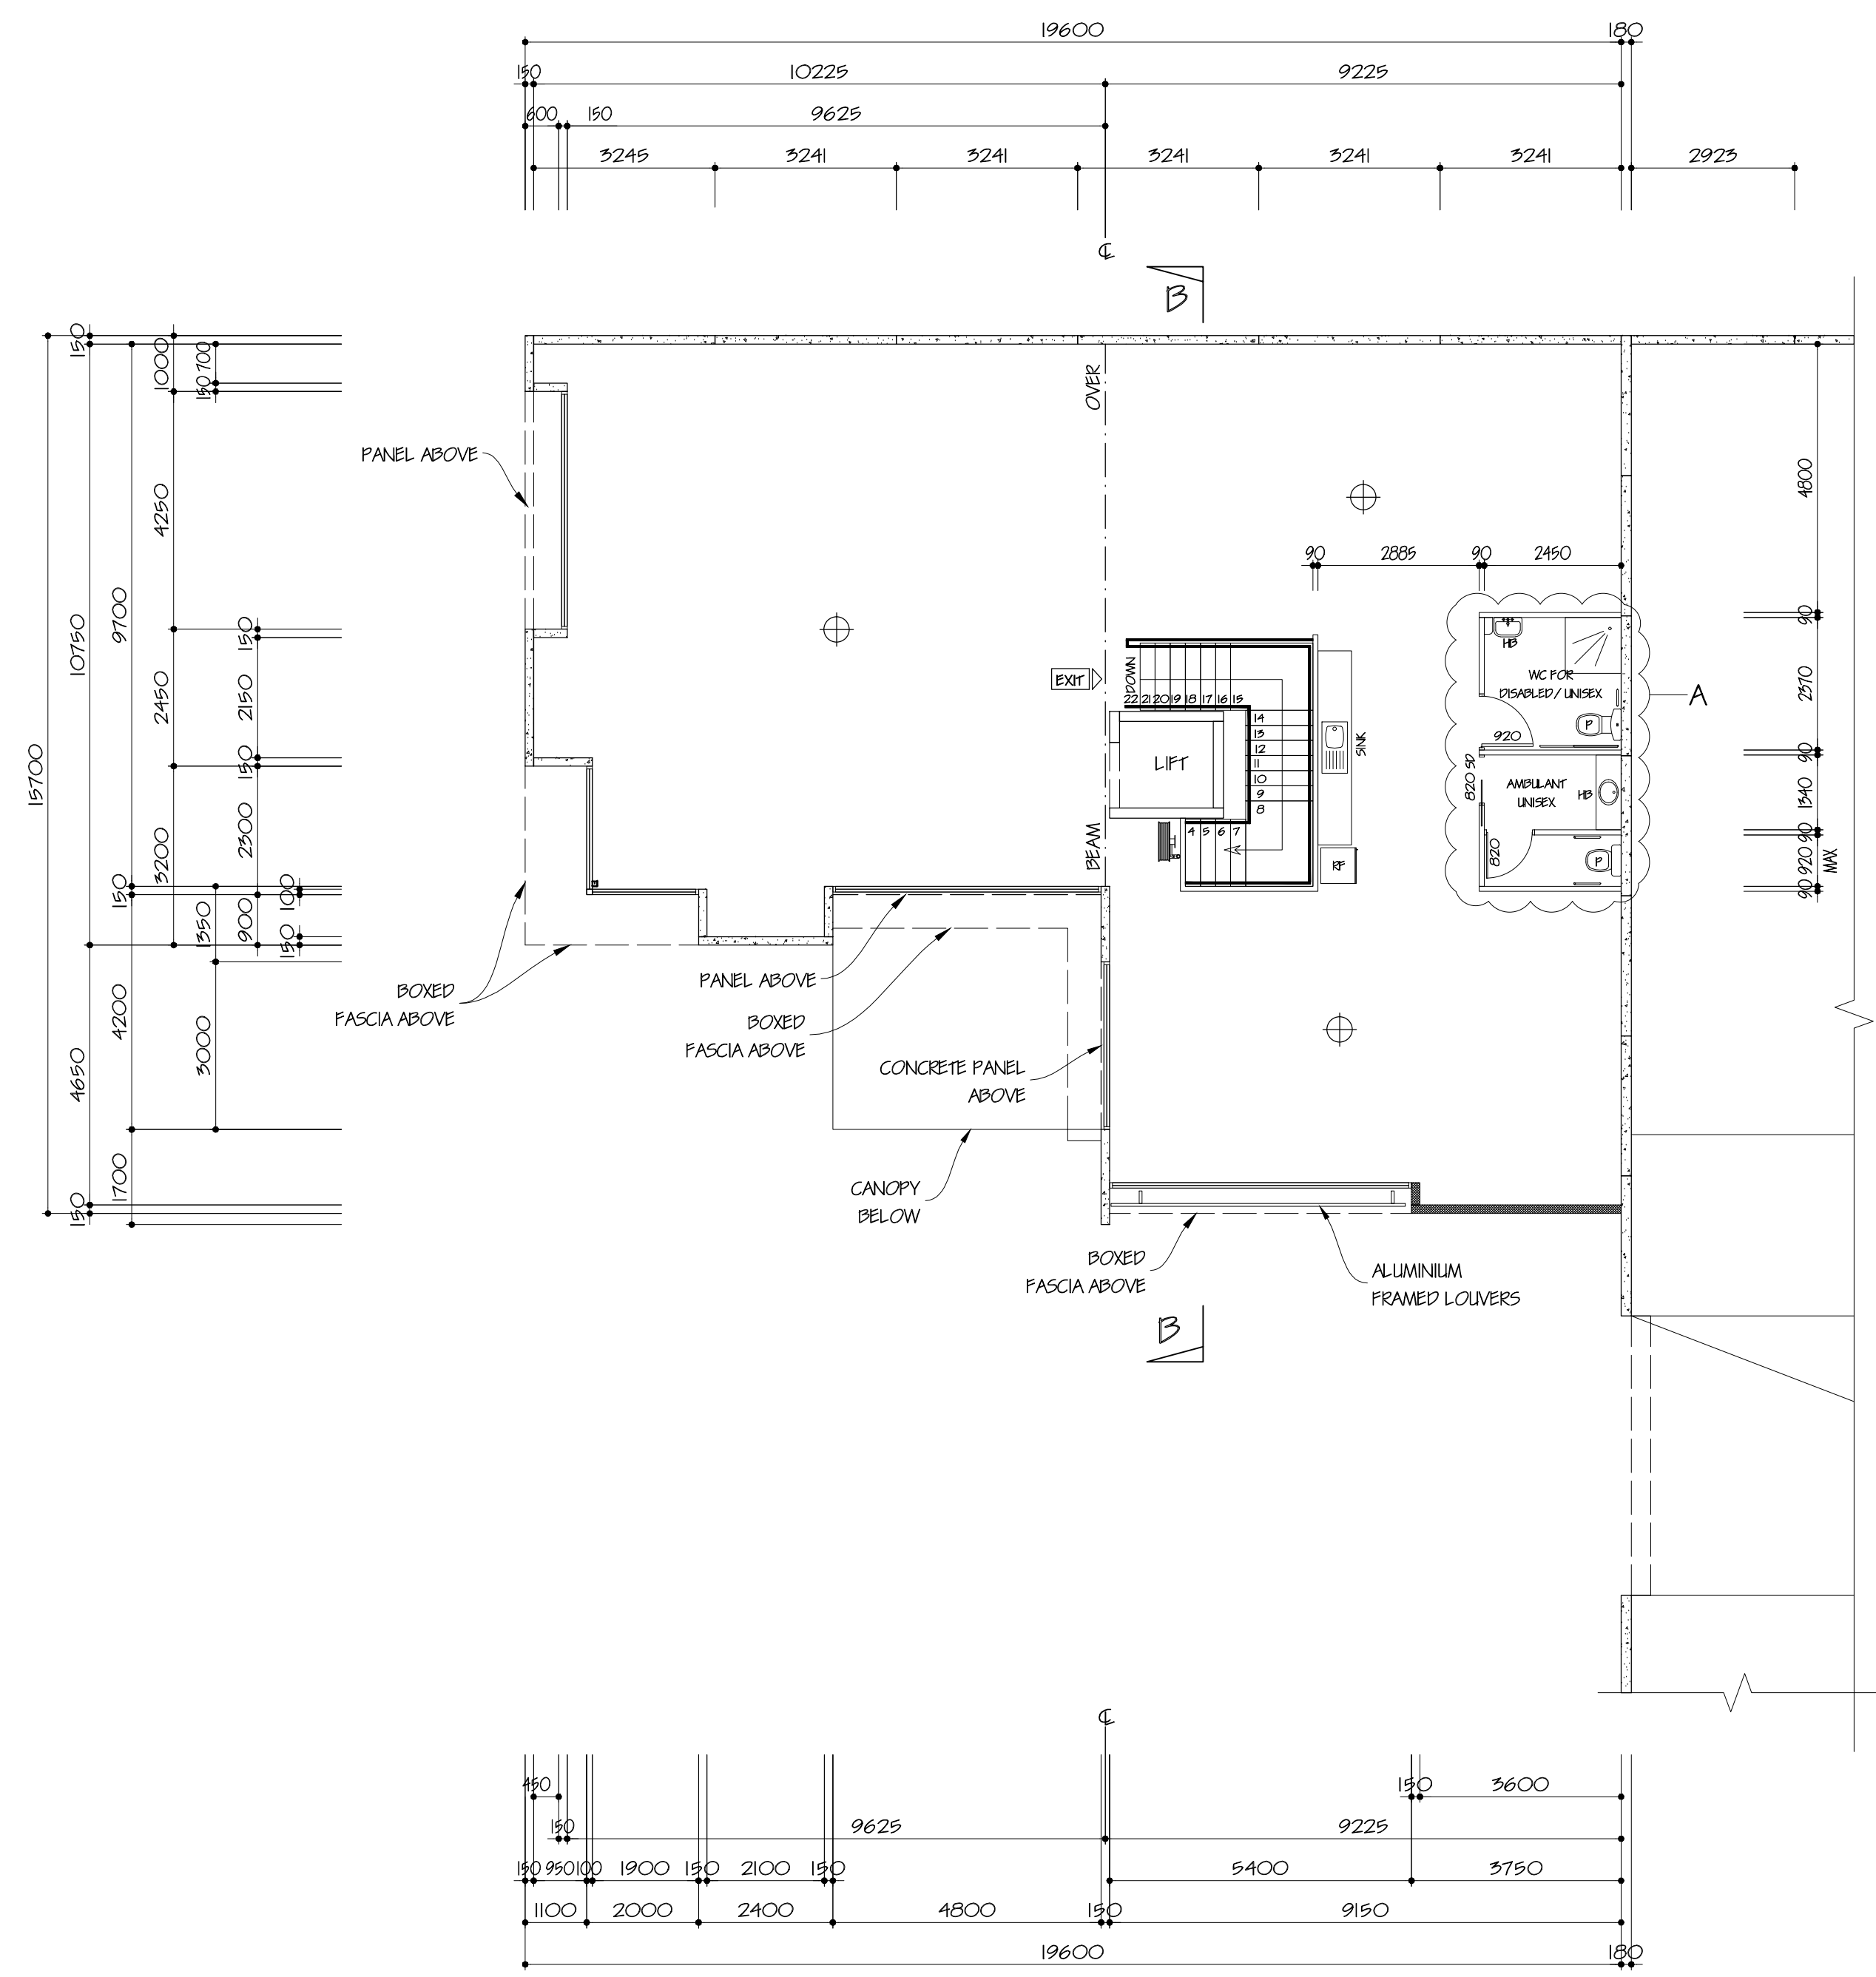 19600
180
150
10225
9225
600
150
9625
3245
3241
3241
3241
3241
3241
2923
℄
B
150
1000
150 700
OVER
PANEL ABOVE
4250
4800
90
2885
90
2450
9700
10750
150
90
HB
WC FOR
DISABLED/ UNISEX
A
DOWN
EXIT
22 21 20 19 18 17 16 15
14
13
12
11
10
9
8
4 5 6 7
LIFT
SINK
RF
P
920
820 SD
AMBULANT
UNISEX
HB
820
P
2450
2150
2370
15700
150
90
1340
3200
2300
BEAM
90
920
MAX
90
150
1350
900
100
150
PANEL ABOVE
BOXED
FASCIA ABOVE
BOXED
FASCIA ABOVE
4200
3000
4650
CONCRETE PANEL
ABOVE
1700
150
CANOPY
BELOW
BOXED
FASCIA ABOVE
ALUMINIUM
FRAMED LOUVERS
B
℄
450
150
3600
150
9625
9225
150
950
100
1900
150
2100
150
5400
3750
1100
2000
2400
4800
150
9150
19600
180